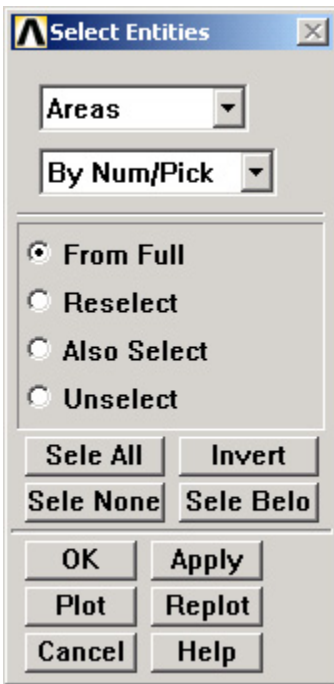 Select Entities
Areas
By Num/Pick
From Full
Reselect
Also Select
Unselect
Sele All Invert
Sele None Sele Belo
OK Apply
Plot Replot
Cancel Help